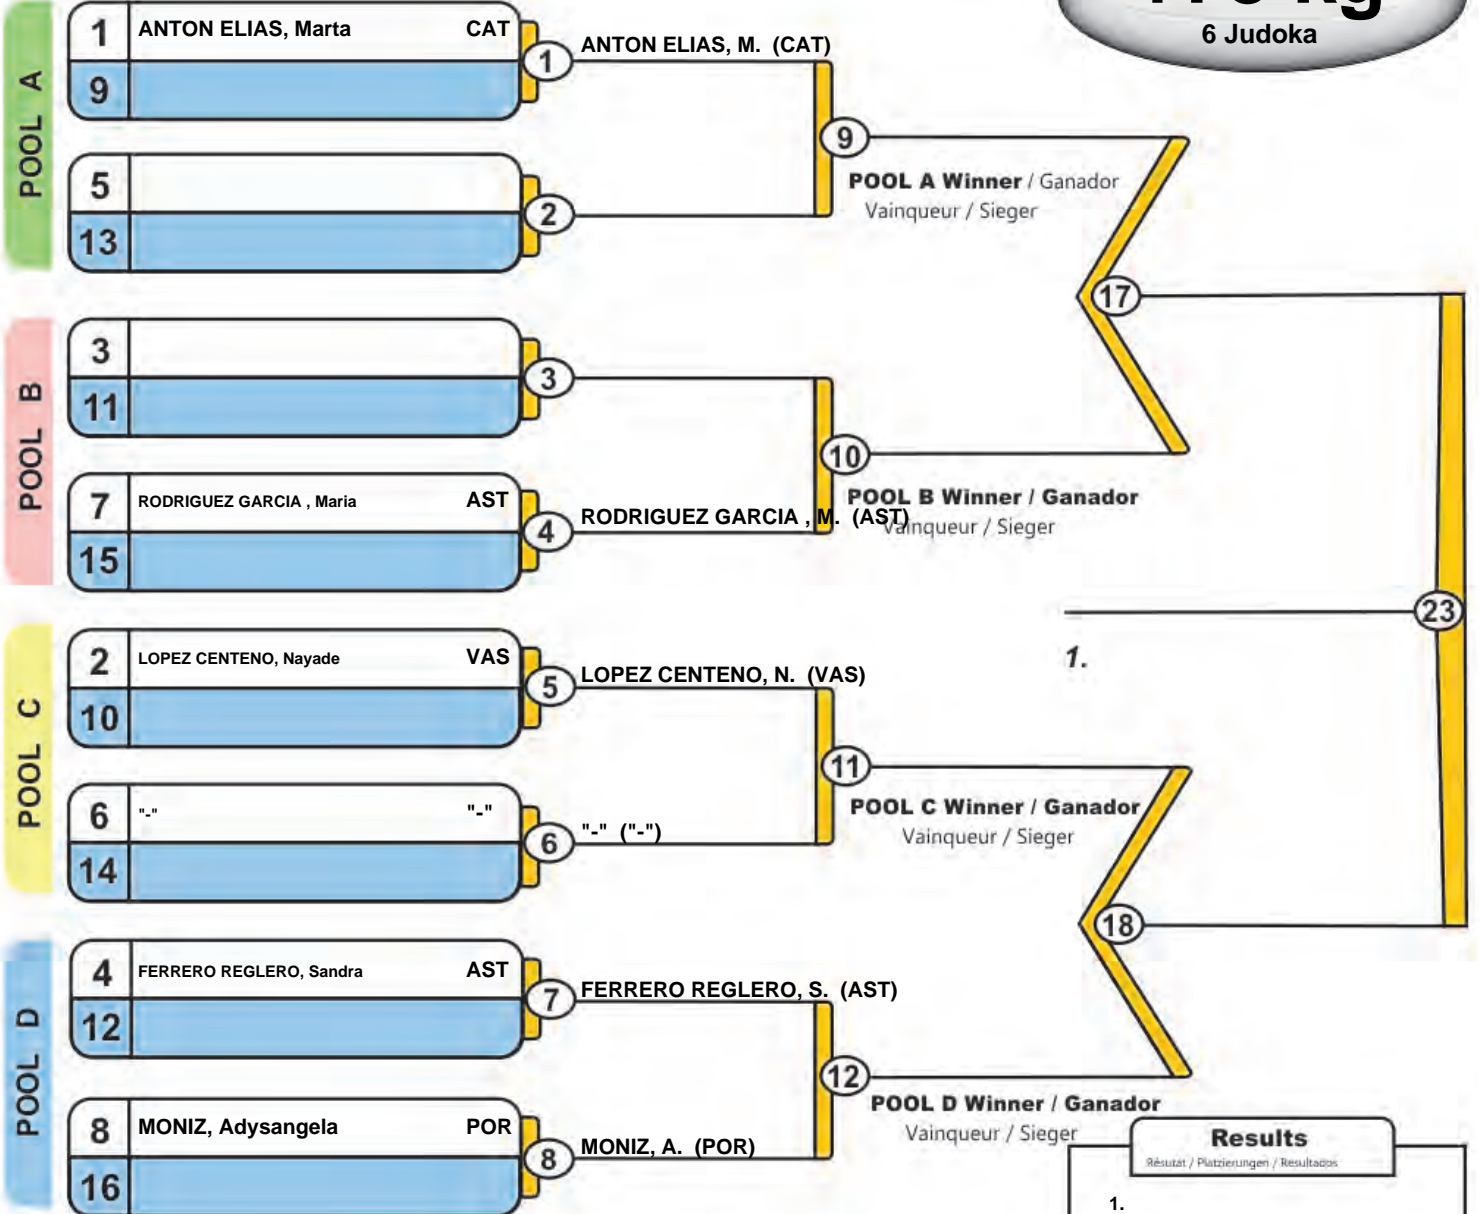 6 Judoka
POOL A
1 ANTON ELIAS, Marta CAT
9
1
ANTON ELIAS, M. (CAT)
5
13
2
9
POOL A Winner / Ganador
Vainqueur / Sieger
17
POOL B
3
11
3
7 RODRIGUEZ GARCIA , Maria AST
15
4
RODRIGUEZ GARCIA , M. (AST)
10
POOL B Winner / Ganador
Vainqueur / Sieger
23
1.
POOL C
2 LOPEZ CENTENO, Nayade VAS
10
5
LOPEZ CENTENO, N. (VAS)
6 "-" "-"
14
6
"-" ("-")
11
POOL C Winner / Ganador
Vainqueur / Sieger
18
POOL D
4 FERRERO REGLERO, Sandra AST
12
7
FERRERO REGLERO, S. (AST)
8 MONIZ, Adysangela POR
16
8
MONIZ, A. (POR)
12
POOL D Winner / Ganador
Vainqueur / Sieger
Results
Résutat / Platzierungen / Resultados
1.